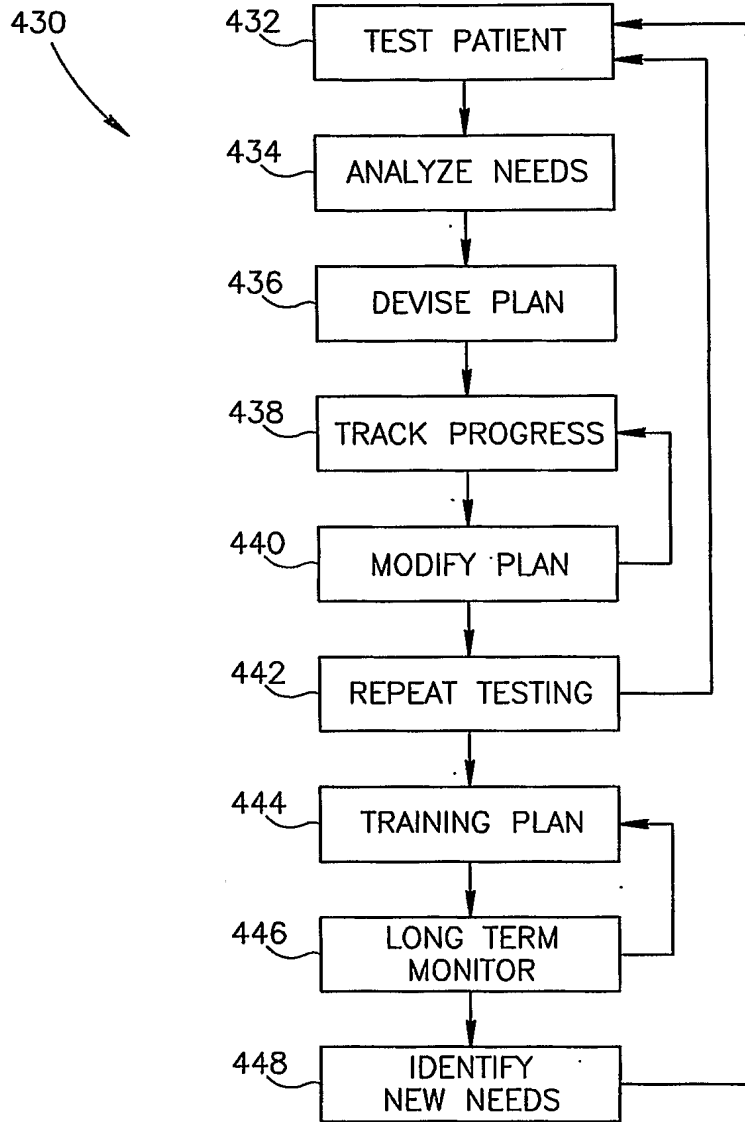 430
432
TEST PATIENT
434
ANALYZE NEEDS
436
DEVISE PLAN
438
TRACK PROGRESS
440
MODIFY PLAN
442
REPEAT TESTING
444
TRAINING PLAN
446
LONG TERM
MONITOR
448
IDENTIFY
NEW NEEDS